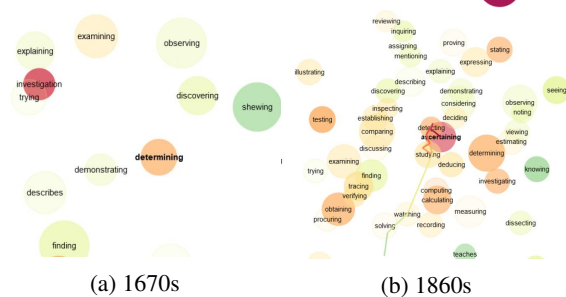 examining
observing
explaining
investigation
trying
discovering
shewing
determining
demonstrating
describes
finding
(a) 1670s
reviewing
inquiring
assigning
mentioning
proving
stating
expressing
explaining
illustrating
describing
discovering
demonstrating
seeing
inspecting
considering
observing
establishing
deciding
noting
testing
detecting
comparing
ascertaining
viewing
estimating
discussing
studying
determining
examining
deducing
trying
finding
knowing
tracing
investigating
verifying
computing
calculating
obtaining
procuring
watching
measuring
solving
recording
dissecting
teaches
(b) 1860s